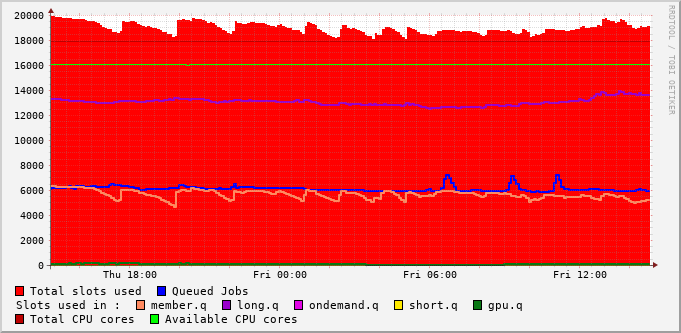 20000
18000
16000
14000
12000
10000
8000
6000
4000
2000
0
Thu 18:00 Fri 00:00 Fri 06:00 Fri 12:00
RRDTOOL / TOBI OETIKER
Total slots used Queued Jobs
Slots used in : member.q long.q ondemand.q short.q gpu.q
Total CPU cores Available CPU cores